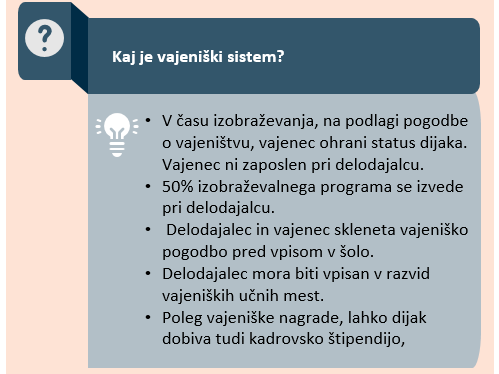 ?
Kaj je vajeniški sistem?
• V času izobraževanja, na podlagi pogodbe
o vajeništvu, vajenec ohrani status dijaka.
Vajenec ni zaposlen pri delodajalcu.
• 50% izobraževalnega programa se izvede
pri delodajalcu.
• Delodajalec in vajenec skleneta vajeniško
pogodbo pred vpisom v šolo.
• Delodajalec mora biti vpisan v razvid
vajeniških učnih mest.
• Poleg vajeniške nagrade, lahko dijak
dobiva tudi kadrovsko štipendijo,